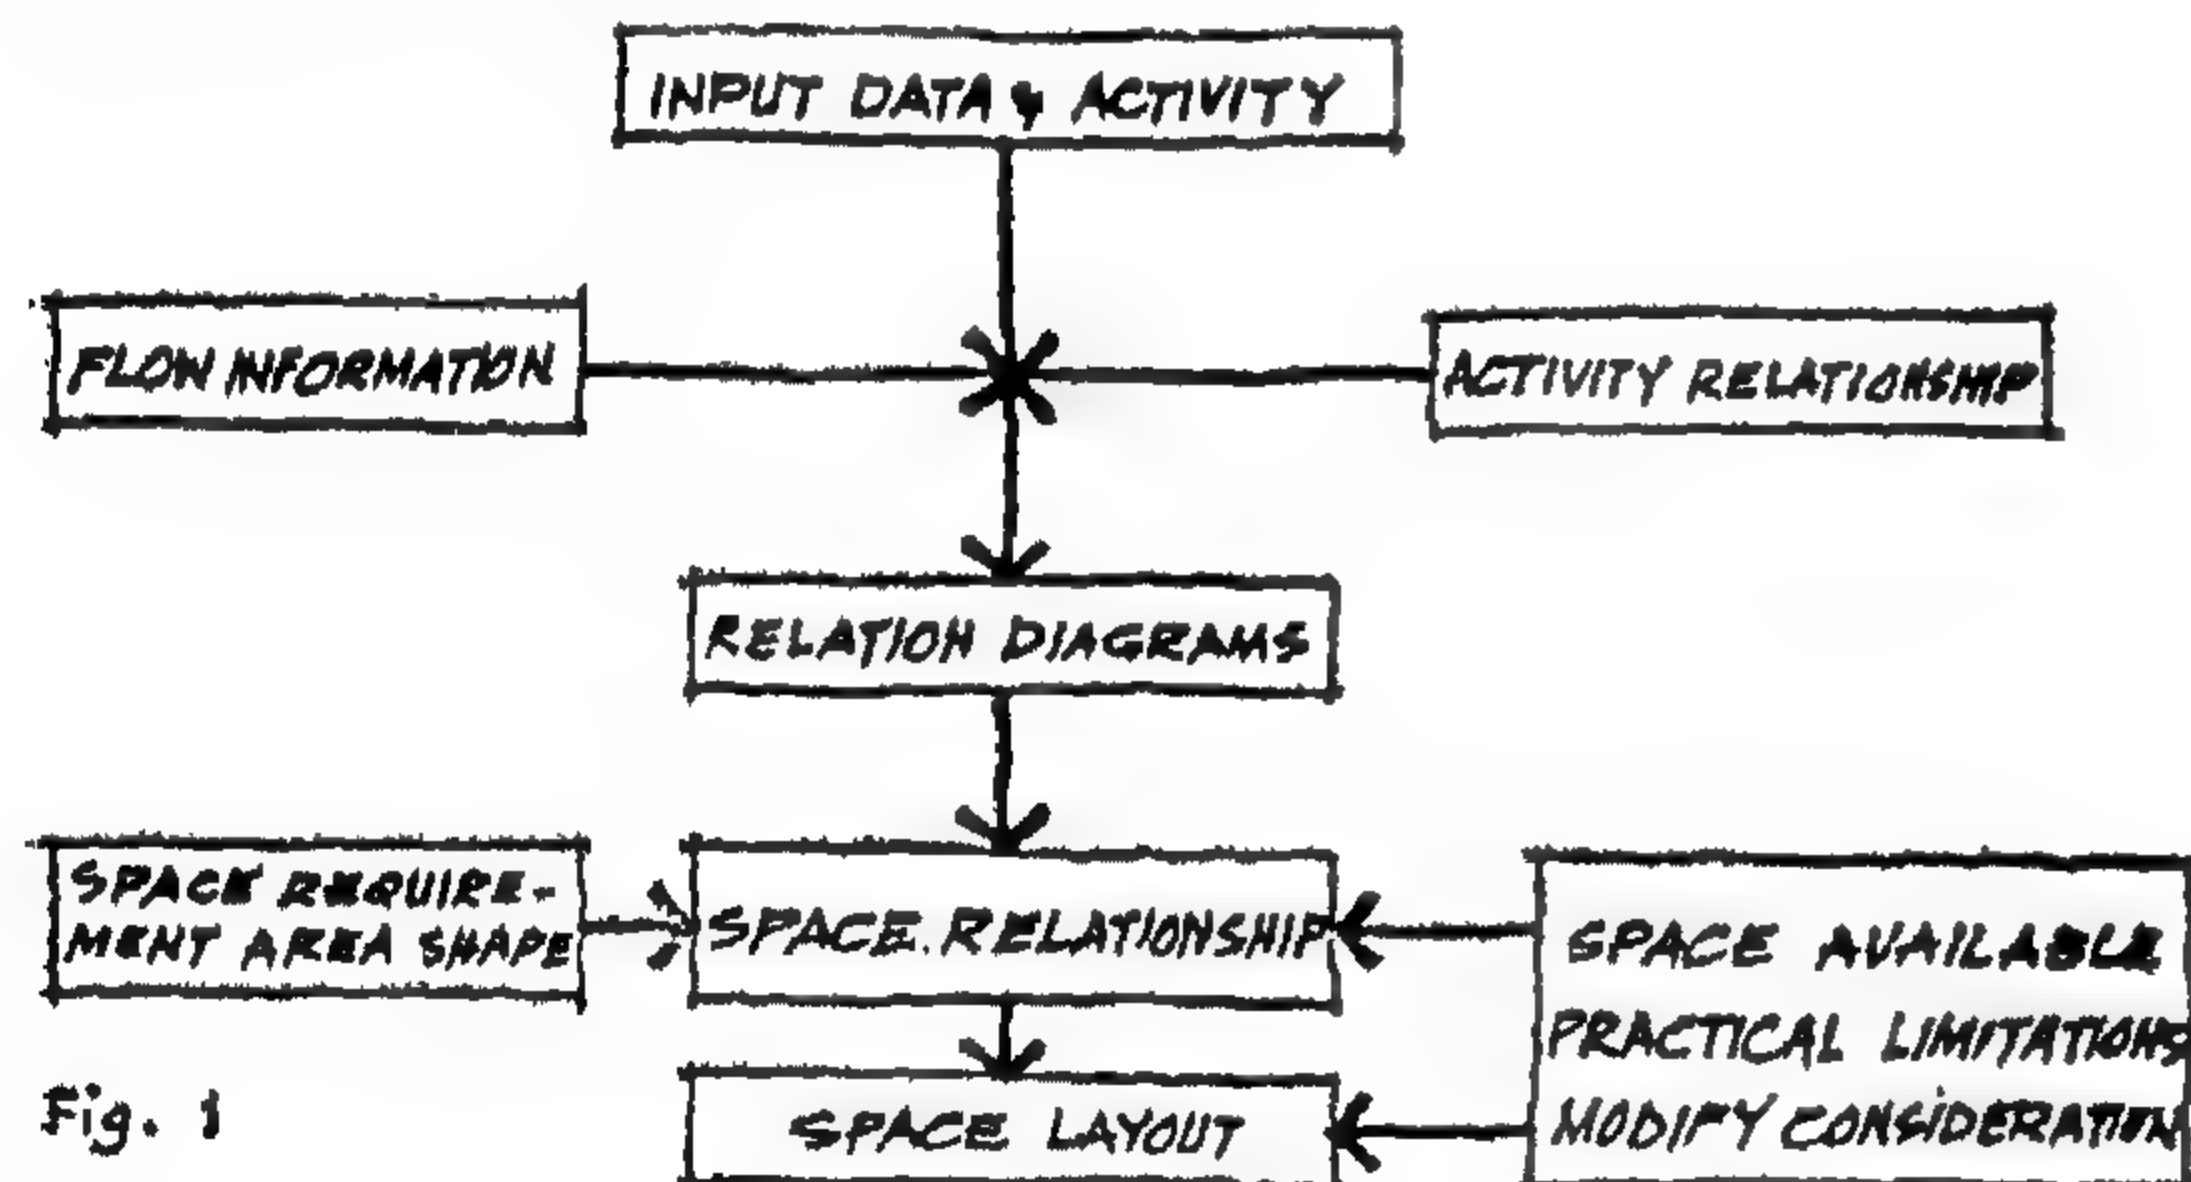 INPUT DATA & ACTIVITY
FLOW INFORMATION
ACTIVITY RELATIONSHIP
RELATION DIAGRAMS
SPACE REQUIRE-
MENT AREA SHAPE
SPACE. RELATIONSHIP
SPACE AVAILABLE
PRACTICAL LIMITATIONS
MODIFY CONSIDERATION
SPACE LAYOUT
Fig. 1